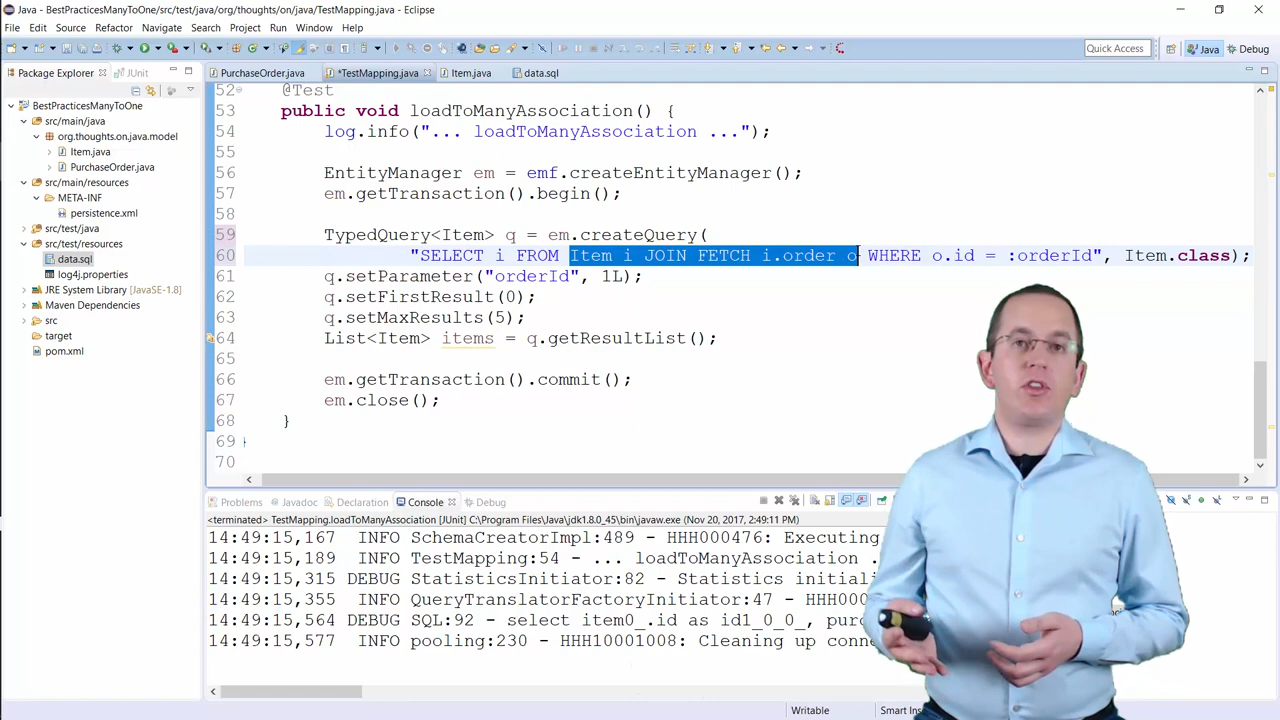 Java - BestPracticesManyToOne/src/test/java/org/thoughts/on/java/TestMapping.java - Eclipse
File Edit Source Refactor Navigate Search Project Run Window Help
Quick Access
Java
Debug
Package Explorer
JUnit
PurchaseOrder.java
*TestMapping.java
Item.java
data.sql
BestPracticesManyToOne
src/main/java
org.thoughts.on.java.model
Item.java
PurchaseOrder.java
src/main/resources
META-INF
persistence.xml
src/test/java
src/test/resources
data.sql
log4j.properties
JRE System Library [JavaSE-1.8]
Maven Dependencies
src
target
pom.xml
52 @Test
53 public void loadToManyAssociation() {
54 log.info("... loadToManyAssociation ...");
55
56 EntityManager em = emf.createEntityManager();
57 em.getTransaction().begin();
58
59 TypedQuery<Item> q = em.createQuery(
60 "SELECT i FROM Item i JOIN FETCH i.order o WHERE o.id = :orderId", Item.class);
61 q.setParameter("orderId", 1L);
62 q.setFirstResult(0);
63 q.setMaxResults(5);
64 List<Item> items = q.getResultList();
65
66 em.getTransaction().commit();
67 em.close();
68 }
69
70
Problems Javadoc Declaration Console Debug
<terminated> TestMapping.loadToManyAssociation [JUnit] C:\Program Files\Java\jdk1.8.0_45\bin\javaw.exe (Nov 20, 2017, 2:49:11 PM)
14:49:15,167 INFO SchemaCreatorImpl:489 - HHH000476: Executing
14:49:15,189 INFO TestMapping:54 - ... loadToManyAssociation .
14:49:15,315 DEBUG StatisticsInitiator:82 - Statistics initiali
14:49:15,355 INFO QueryTranslatorFactoryInitiator:47 - HHH0
14:49:15,564 DEBUG SQL:92 - select item0_.id as id1_0_0_, purc
14:49:15,577 INFO pooling:230 - HHH10001008: Cleaning up conne
Writable
Smart Ins